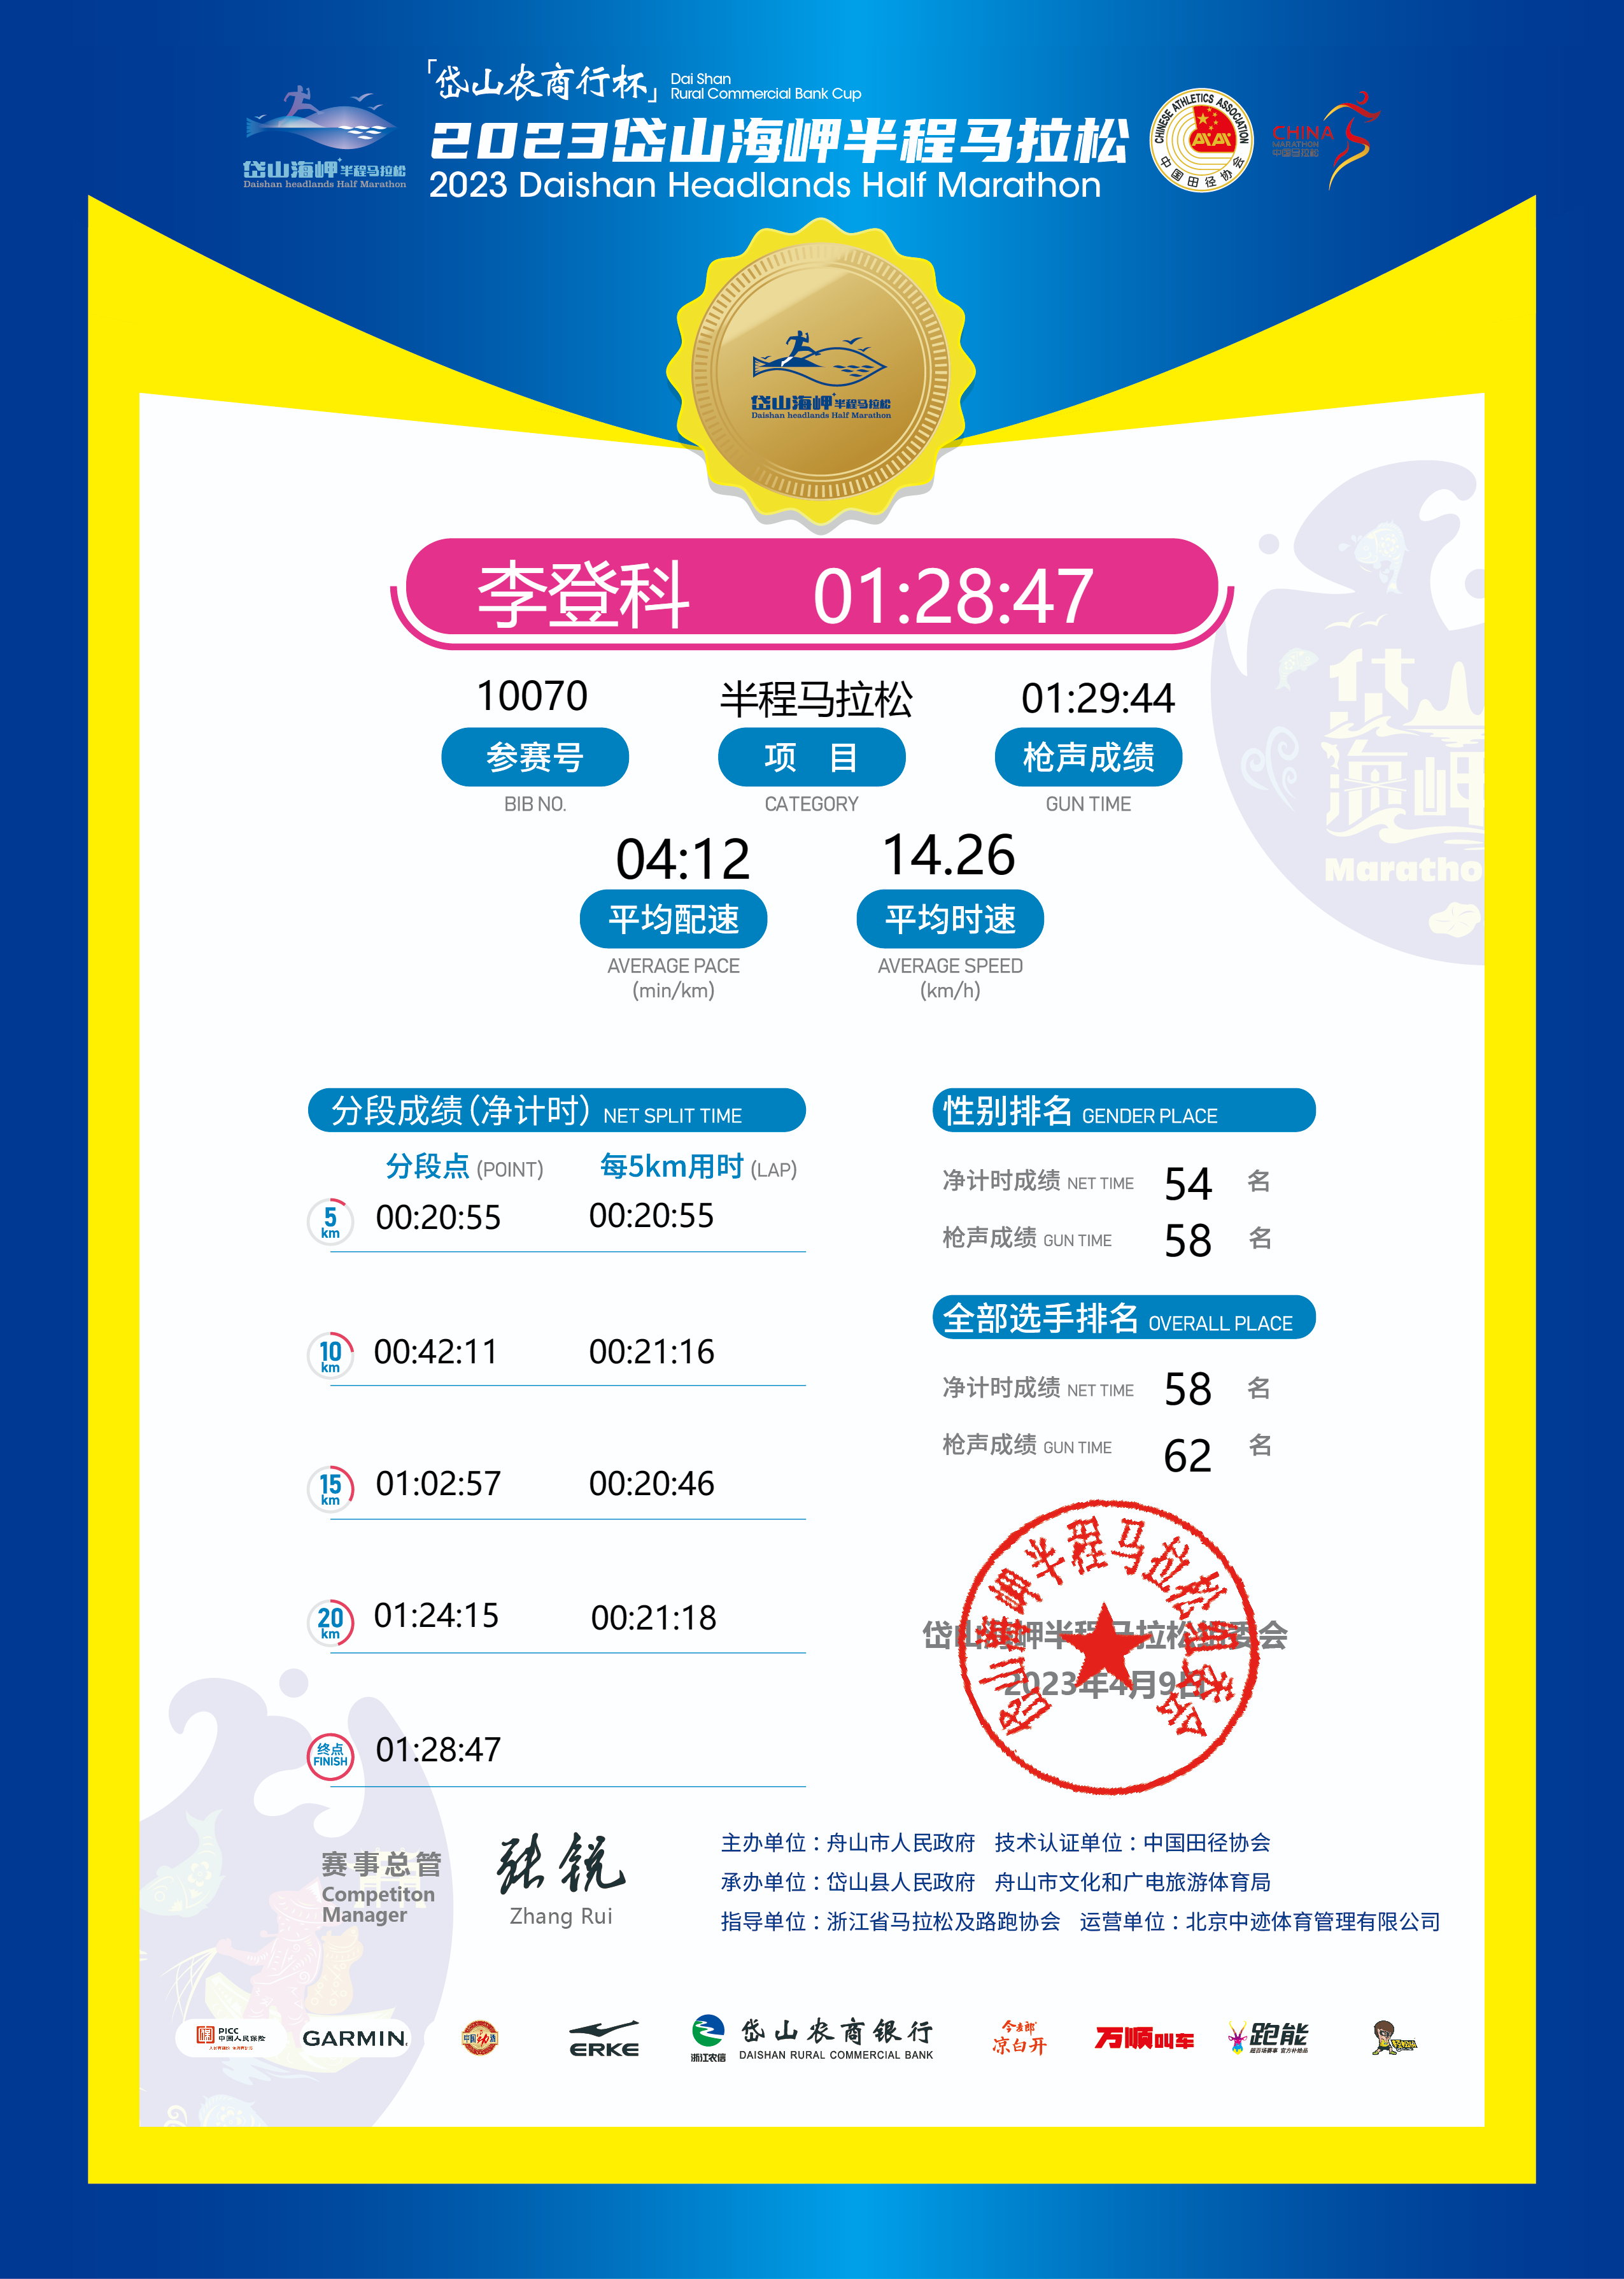 「岱山农商行杯」 Dai Shan
Rural Commercial Bank Cup
2023岱山海岬半程马拉松
2023 Daishan Headlands Half Marathon
岱山海岬半程马拉松
Daishan headlands Half Marathon
CHINESE ATHLETICS ASSOCIATION
中国田径协会
CHINA
MARATHON
中国马拉松
岱山海岬半程马拉松
Daishan headlands Half Marathon
李登科 01:28:47
10070 半程马拉松 01:29:44
参赛号 项 目 枪声成绩
BIB NO. CATEGORY GUN TIME
04:12 14.26
平均配速 平均时速
AVERAGE PACE AVERAGE SPEED
(min/km) (km/h)
岱山
海岬
Maratho
分段成绩(净计时) NET SPLIT TIME
分段点 (POINT) 每5km用时 (LAP)
5 km 00:20:55 00:20:55
10 km 00:42:11 00:21:16
15 km 01:02:57 00:20:46
20 km 01:24:15 00:21:18
终点 FINISH 01:28:47
性别排名 GENDER PLACE
净计时成绩 NET TIME 54 名
枪声成绩 GUN TIME 58 名
全部选手排名 OVERALL PLACE
净计时成绩 NET TIME 58 名
枪声成绩 GUN TIME 62 名
岱山海岬半程马拉松组委会
岱山海岬半程马拉松组委会
2023年4月9日
赛事总管
Competiton
Manager
张锐
Zhang Rui
主办单位：舟山市人民政府 技术认证单位：中国田径协会
承办单位：岱山县人民政府 舟山市文化和广电旅游体育局
指导单位：浙江省马拉松及路跑协会 运营单位：北京中迹体育管理有限公司
PICC
中国人民保险
GARMIN.
中国劲酒
ERKE
浙江农信
岱山农商银行
DAISHAN RURAL COMMERCIAL BANK
今麦郎
凉白开
万顺叫车
跑能